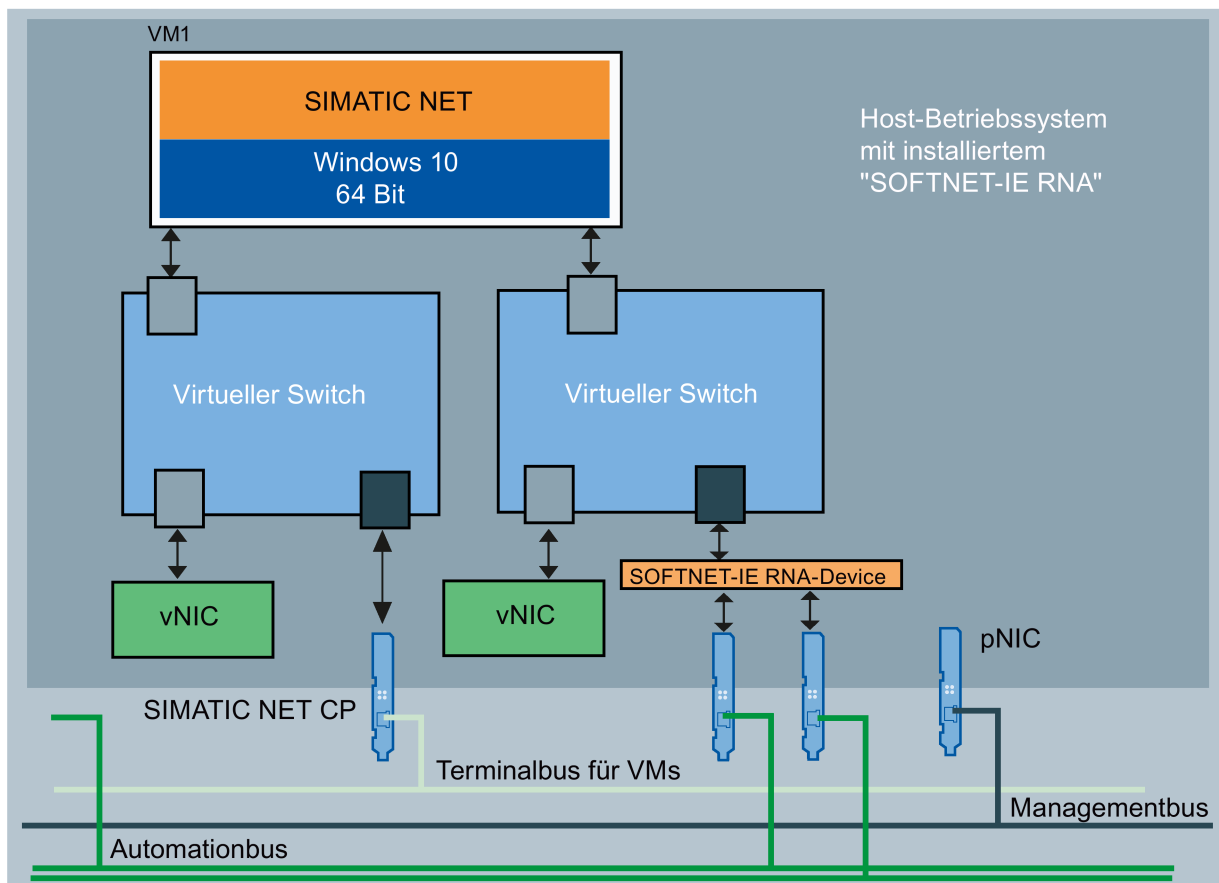 VM1
SIMATIC NET
Windows 10
64 Bit
Host-Betriebssystem
mit installiertem
"SOFTNET-IE RNA"
Virtueller Switch
Virtueller Switch
SOFTNET-IE RNA-Device
vNIC
vNIC
pNIC
SIMATIC NET CP
Terminalbus für VMs
Managementbus
Automationbus